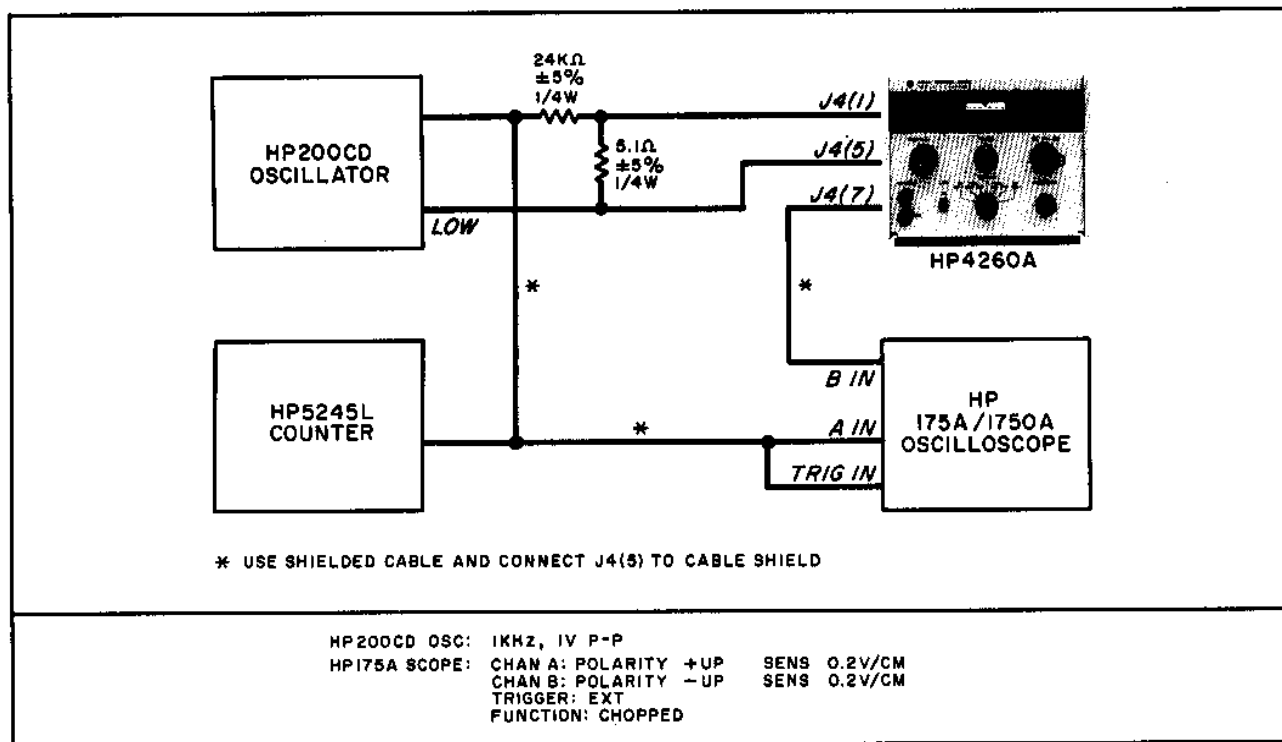 24KΩ
±5%
1/4W
HP200CD
OSCILLATOR
LOW
5.1Ω
±5%
1/4W
J4(1)
J4(5)
J4(7)
HP4260A
*
*
HP5245L
COUNTER
*
B IN
A IN
TRIG IN
HP
175A/1750A
OSCILLOSCOPE
* USE SHIELDED CABLE AND CONNECT J4(5) TO CABLE SHIELD
HP200CD OSC: 1KHz, 1V P-P
HP175A SCOPE: CHAN A: POLARITY +UP SENS 0.2V/CM
CHAN B: POLARITY -UP SENS 0.2V/CM
TRIGGER: EXT
FUNCTION: CHOPPED